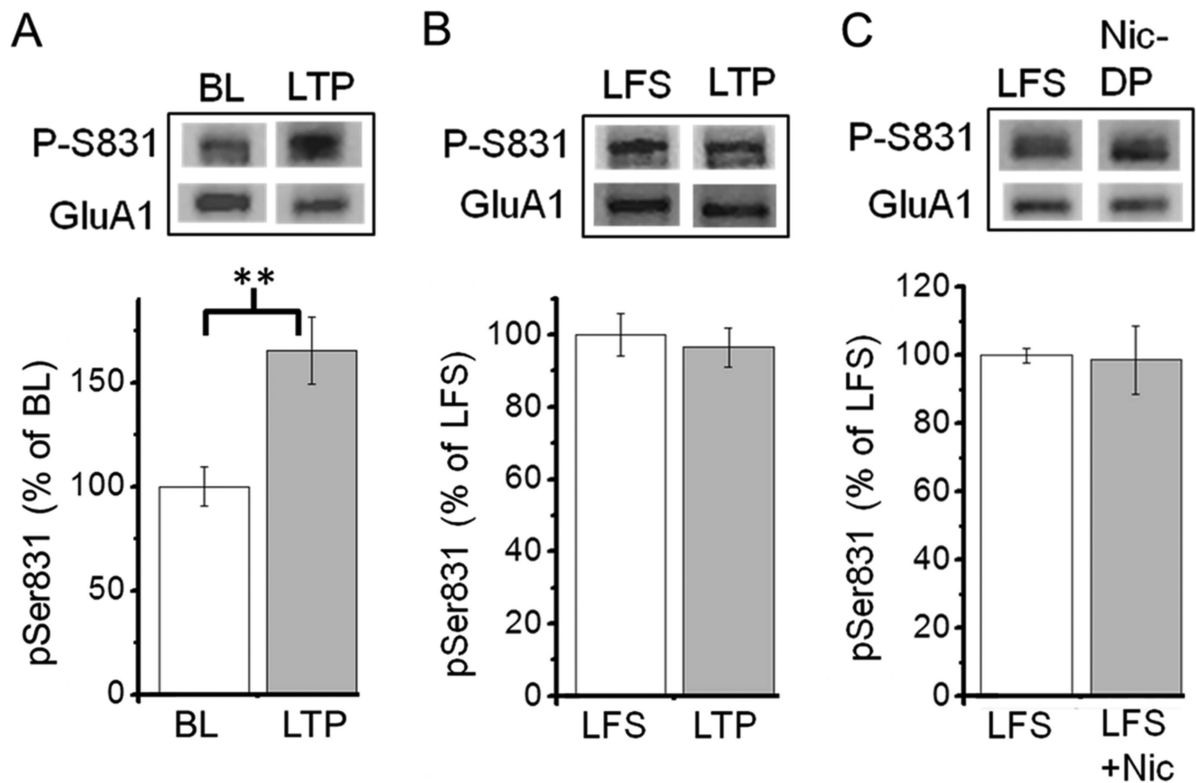 A
BL LTP
P-S831
GluA1
**
pSer831 (% of BL)
150
100
50
0
BL LTP
B
LFS LTP
P-S831
GluA1
pSer831 (% of LFS)
100
80
60
40
20
0
LFS LTP
C
Nic-
LFS DP
P-S831
GluA1
pSer831 (% of LFS)
120
100
80
60
40
20
0
LFS LFS
+Nic